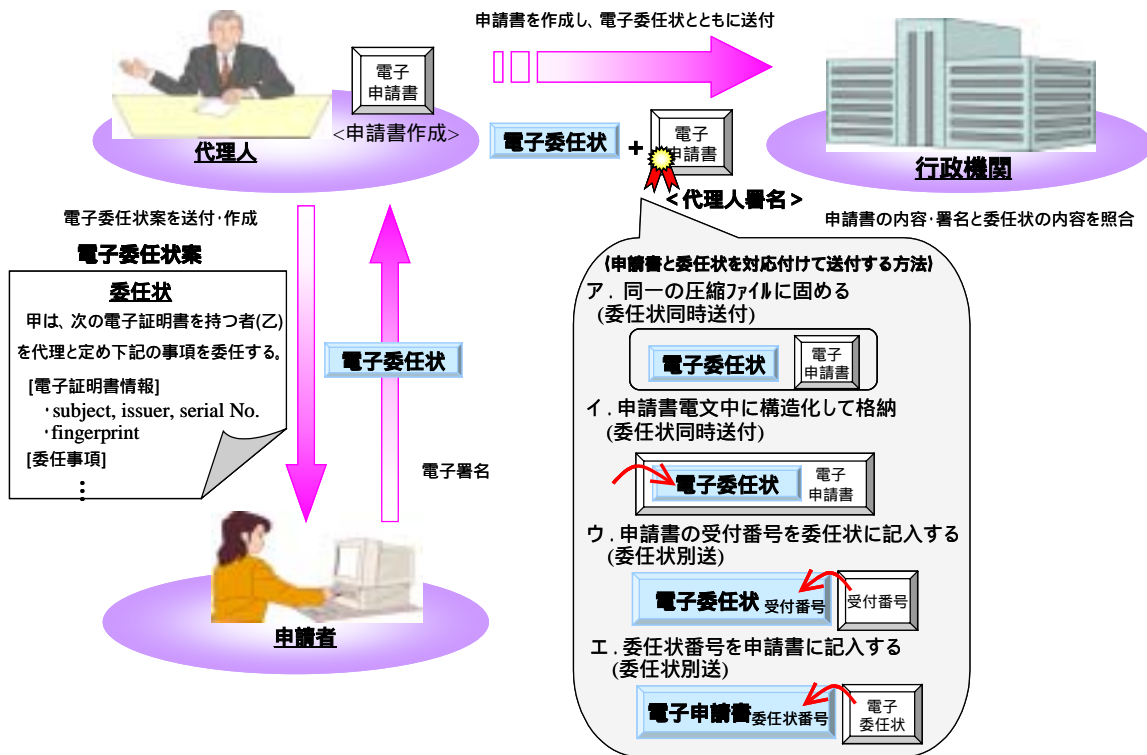 申請書を作成し、電子委任状とともに送付
電子
申請書
<申請書作成>
代理人
電子委任状
+
電子
申請書
<代理人署名>
行政機関
申請書の内容・署名と委任状の内容を照合
電子委任状案を送付・作成
電子委任状案
委任状
甲は、次の電子証明書を持つ者(乙)
を代理と定め下記の事項を委任する。
[電子証明書情報]
・subject, issuer, serial No.
・fingerprint
[委任事項]
⋮
電子委任状
電子署名
申請者
(申請書と委任状を対応付けて送付する方法)
ア．同一の圧縮ファイルに固める
(委任状同時送付)
電子委任状
電子
申請書
イ．申請書電文中に構造化して格納
(委任状同時送付)
電子委任状
電子
申請書
ウ．申請書の受付番号を委任状に記入する
(委任状別送)
電子委任状 受付番号
受付番号
エ．委任状番号を申請書に記入する
(委任状別送)
電子申請書 委任状番号
電子
委任状